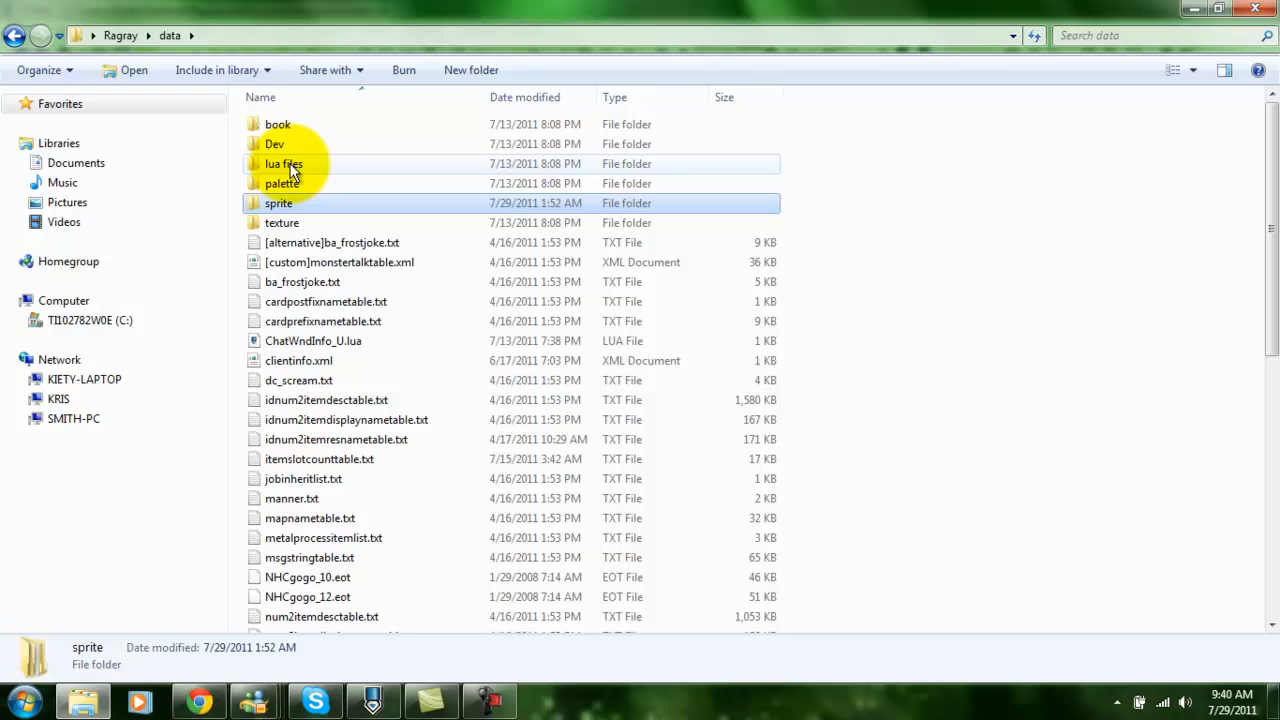 Ragray data Search data
Organize Open Include in library Share with Burn New folder
Name Date modified Type Size
Favorites
Libraries
Documents
Music
Pictures
Videos
Homegroup
Computer
TI102782W0E (C:)
Network
KIETY-LAPTOP
KRIS
SMITH-PC
book 7/13/2011 8:08 PM File folder
Dev 7/13/2011 8:08 PM File folder
lua files 7/13/2011 8:08 PM File folder
palette 7/13/2011 8:08 PM File folder
sprite 7/29/2011 1:52 AM File folder
texture 7/13/2011 8:08 PM File folder
[alternative]ba_frostjoke.txt 4/16/2011 1:53 PM TXT File 9 KB
[custom]monstertalktable.xml 4/16/2011 1:53 PM XML Document 36 KB
ba_frostjoke.txt 4/16/2011 1:53 PM TXT File 5 KB
cardpostfixnametable.txt 4/16/2011 1:53 PM TXT File 1 KB
cardprefixnametable.txt 4/16/2011 1:53 PM TXT File 9 KB
ChatWndInfo_U.lua 7/13/2011 7:38 PM LUA File 1 KB
clientinfo.xml 6/17/2011 7:03 PM XML Document 1 KB
dc_scream.txt 4/16/2011 1:53 PM TXT File 4 KB
idnum2itemdesctable.txt 4/16/2011 1:53 PM TXT File 1,580 KB
idnum2itemdisplaynametable.txt 4/16/2011 1:53 PM TXT File 167 KB
idnum2itemresnametable.txt 4/17/2011 10:29 AM TXT File 171 KB
itemslotcounttable.txt 7/15/2011 3:42 AM TXT File 17 KB
jobinheritlist.txt 4/16/2011 1:53 PM TXT File 1 KB
manner.txt 4/16/2011 1:53 PM TXT File 1 KB
mapnametable.txt 4/16/2011 1:53 PM TXT File 32 KB
metalprocessitemlist.txt 4/16/2011 1:53 PM TXT File 3 KB
msgstringtable.txt 4/16/2011 1:53 PM TXT File 65 KB
NHCgogo_10.eot 1/29/2008 7:14 AM EOT File 46 KB
NHCgogo_12.eot 1/29/2008 7:14 AM EOT File 51 KB
num2itemdesctable.txt 4/16/2011 1:53 PM TXT File 1,053 KB
sprite Date modified: 7/29/2011 1:52 AM
File folder
9:40 AM
7/29/2011